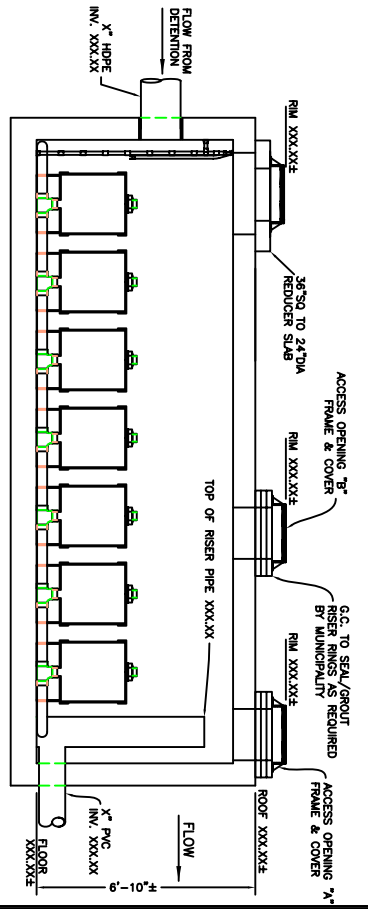 ACCESS OPENING "B"
FRAME & COVER
G.C. TO SEAL/GROUT
RISER RINGS AS REQUIRED
BY MUNICIPALITY
ACCESS OPENING "A"
FRAME & COVER
RIM XXX.XX±
RIM XXX.XX±
RIM XXX.XX±
36"SQ TO 24"DIA
REDUCER SLAB
ROOF XXX.XX±
TOP OF RISER PIPE XXX.XX
FLOW FROM
DETENTION
FLOW
X" HDPE
INV. XXX.XX
6'-10"±
X" PVC
INV. XXX.XX
FLOOR
XXX.XX±